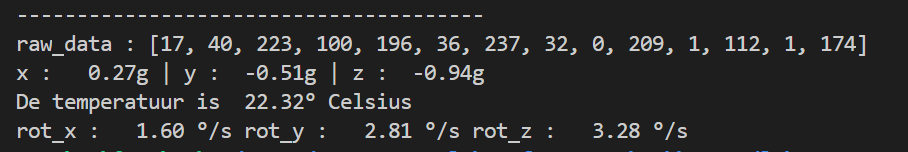 ----------------------------------------
raw_data : [17, 40, 223, 100, 196, 36, 237, 32, 0, 209, 1, 112, 1, 174]
x :   0.27g | y :  -0.51g | z :  -0.94g
De temperatuur is  22.32° Celsius
rot_x :   1.60 °/s rot_y :   2.81 °/s rot_z :   3.28 °/s